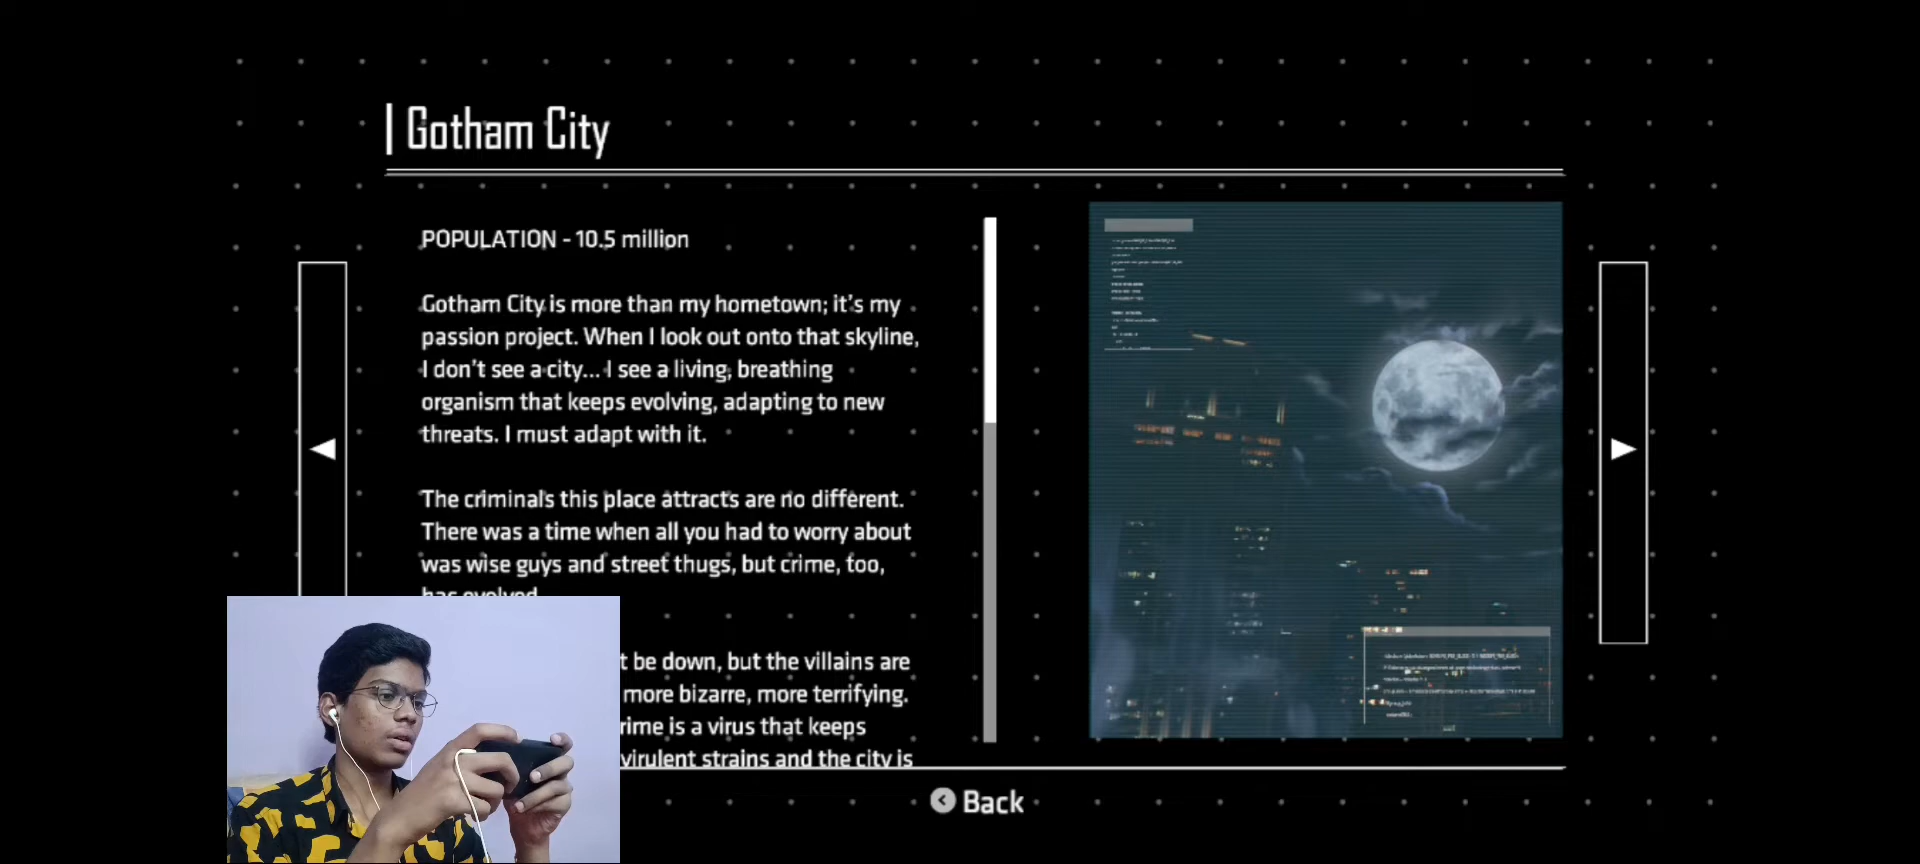 Gotham City
POPULATION - 10.5 million
Gotham City is more than my hometown; it's my
passion project. When I look out onto that skyline,
I don't see a city... I see a living, breathing
organism that keeps evolving, adapting to new
threats. I must adapt with it.
The criminals this place attracts are no different.
There was a time when all you had to worry about
was wise guys and street thugs, but crime, too,
has evolved.
be down, but the villains are
more bizarre, more terrifying.
is a virus that keeps
virulent strains and the city is
Back